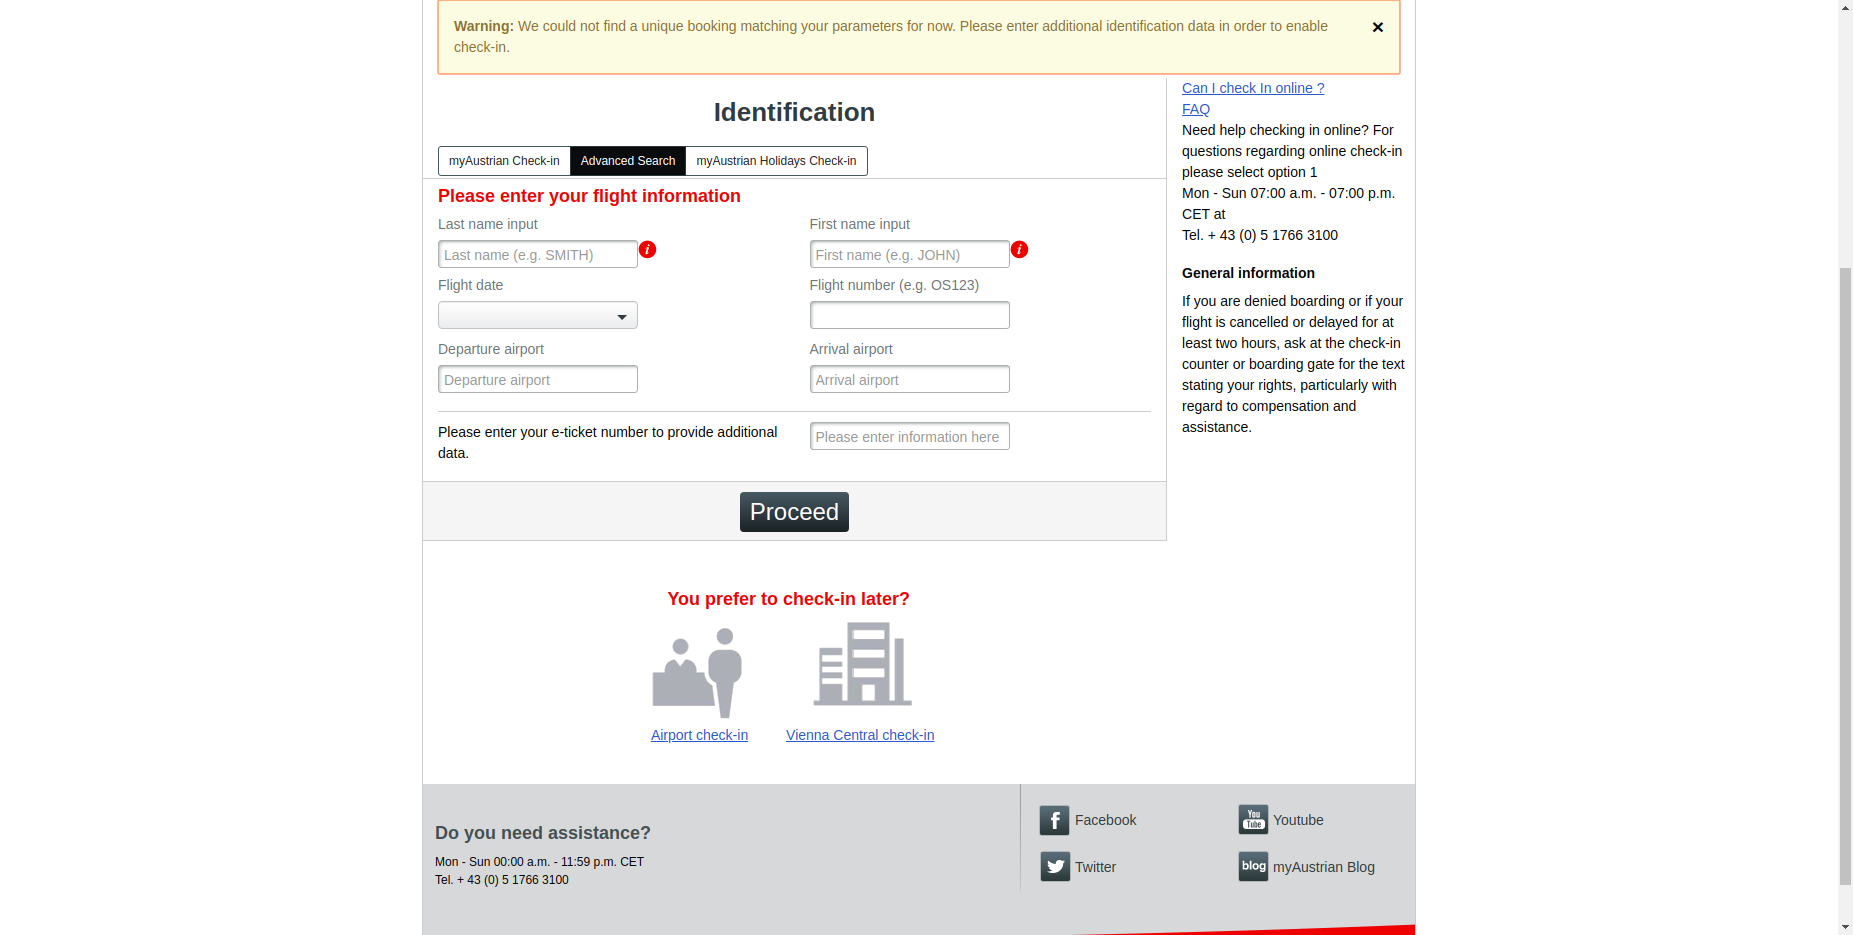 Warning: We could not find a unique booking matching your parameters for now. Please enter additional identification data in order to enable
check-in.
×
Identification
myAustrian Check-in
Advanced Search
myAustrian Holidays Check-in
Please enter your flight information
Last name input
First name input
Last name (e.g. SMITH)
i
First name (e.g. JOHN)
i
Flight date
Flight number (e.g. OS123)
Departure airport
Arrival airport
Departure airport
Arrival airport
Please enter your e-ticket number to provide additional
data.
Please enter information here
Proceed
Can I check In online ?
FAQ
Need help checking in online? For
questions regarding online check-in
please select option 1
Mon - Sun 07:00 a.m. - 07:00 p.m.
CET at
Tel. + 43 (0) 5 1766 3100
General information
If you are denied boarding or if your
flight is cancelled or delayed for at
least two hours, ask at the check-in
counter or boarding gate for the text
stating your rights, particularly with
regard to compensation and
assistance.
You prefer to check-in later?
Airport check-in
Vienna Central check-in
Do you need assistance?
Mon - Sun 00:00 a.m. - 11:59 p.m. CET
Tel. + 43 (0) 5 1766 3100
f
Facebook
You
Tube
Youtube
Twitter
blog
myAustrian Blog